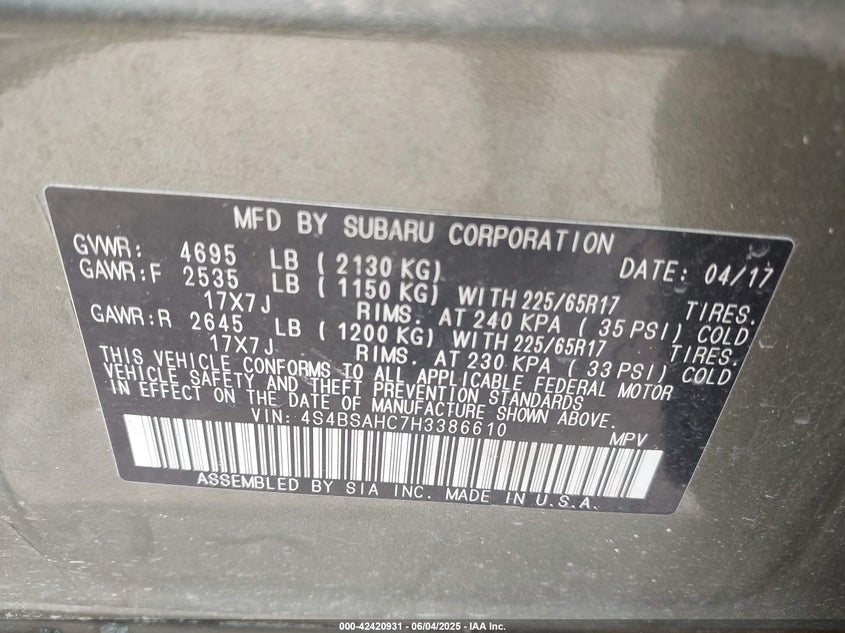 MFD BY SUBARU CORPORATION
GVWR: 4695 LB ( 2130 KG) DATE: 04/17
GAWR:F 2535 LB ( 1150 KG) WITH 225/65R17 TIRES.
17X7J RIMS. AT 240 KPA ( 35 PSI) COLD
GAWR:R 2645 LB ( 1200 KG) WITH 225/65R17 TIRES.
17X7J RIMS. AT 230 KPA ( 33 PSI) COLD
THIS VEHICLE CONFORMS TO ALL APPLICABLE FEDERAL MOTOR
VEHICLE SAFETY AND THEFT PREVENTION STANDARDS
IN EFFECT ON THE DATE OF MANUFACTURE SHOWN ABOVE.
VIN: 4S4BSAHC7H3386610 MPV
ASSEMBLED BY SIA INC. MADE IN U.S.A.
000-42420931 - 06/04/2025 - IAA Inc.